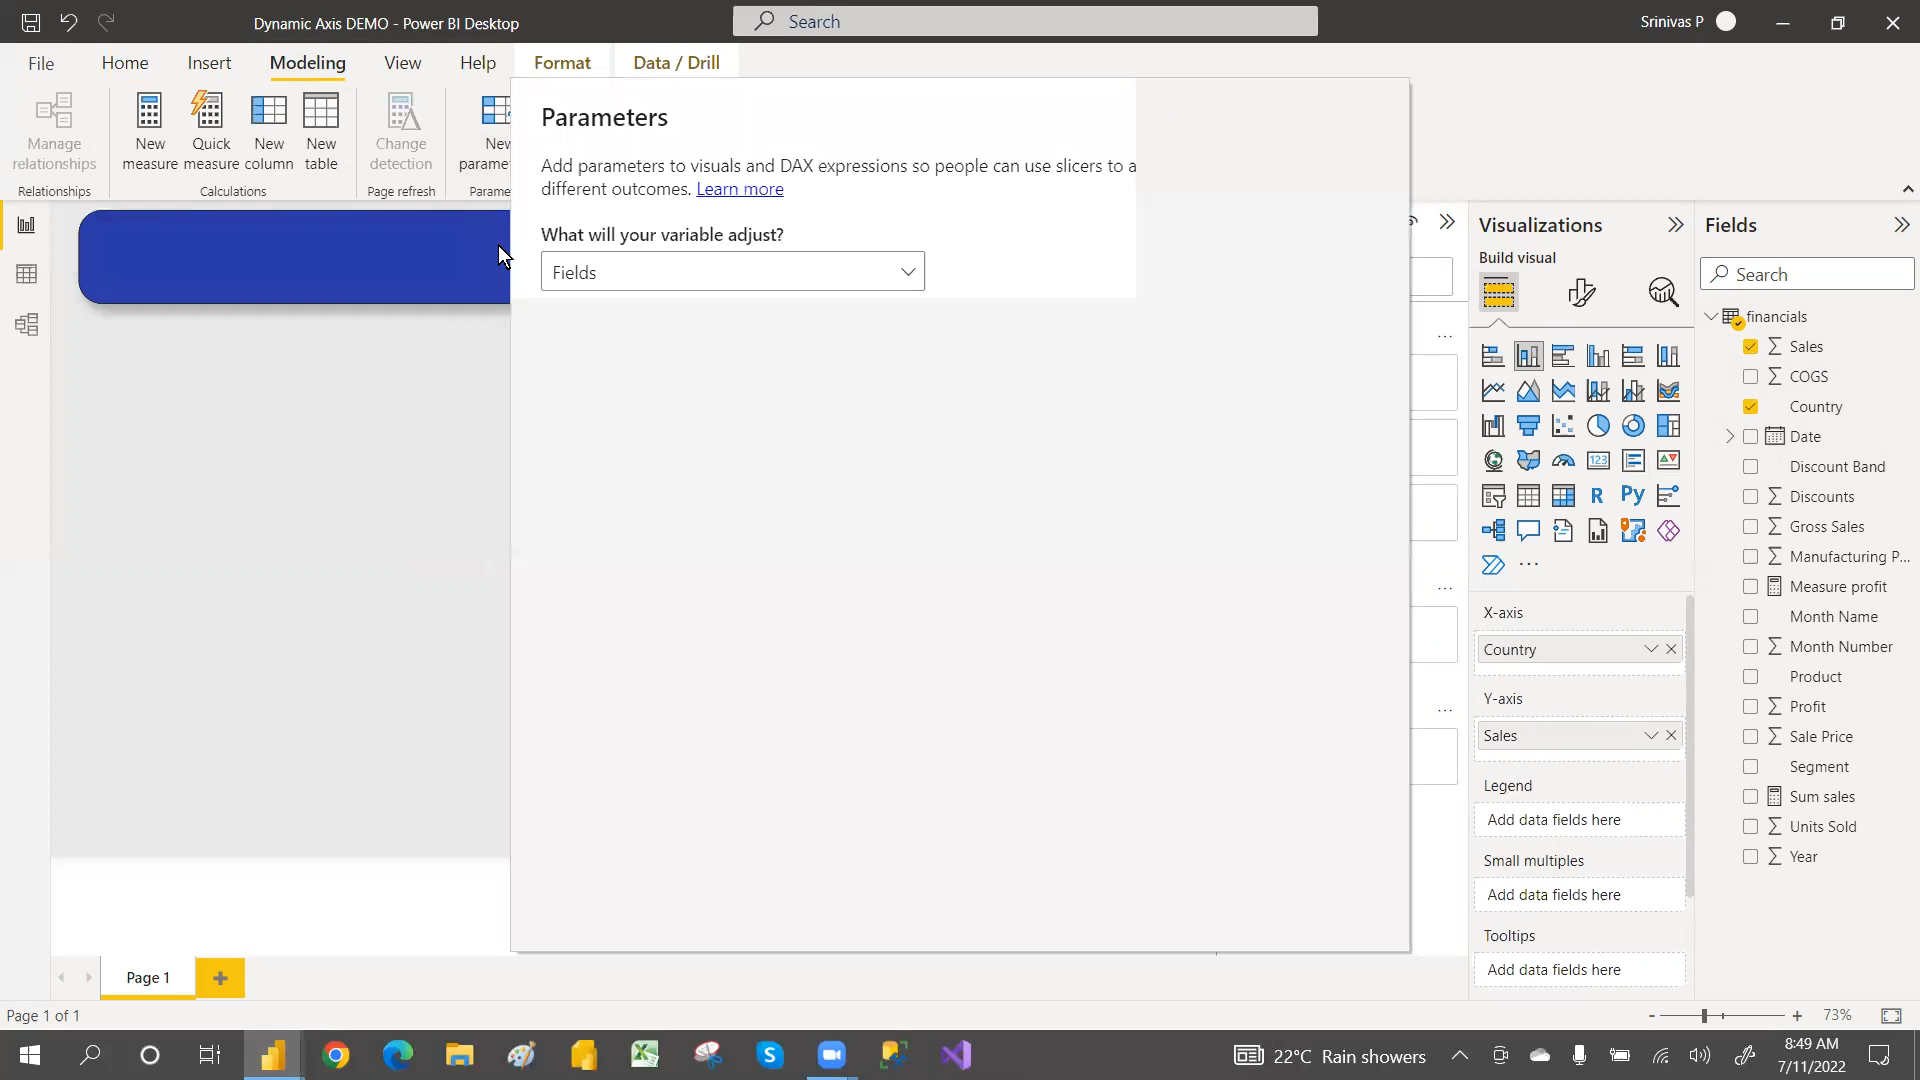 Dynamic Axis DEMO - Power BI Desktop
Search
Srinivas P
File
Home
Insert
Modeling
View
Help
Format
Data / Drill
Manage
relationships
New
measure
Quick
measure
New
column
New
table
Change
detection
New
parame
Relationships
Calculations
Page refresh
Parame
Parameters
Add parameters to visuals and DAX expressions so people can use slicers to a
different outcomes. Learn more
What will your variable adjust?
Fields
Visualizations
Build visual
123
R
Py
...
X-axis
Country
Y-axis
Sales
Legend
Add data fields here
Small multiples
Add data fields here
Tooltips
Add data fields here
Fields
Search
financials
Sales
COGS
Country
Date
Discount Band
Discounts
Gross Sales
Manufacturing P...
Measure profit
Month Name
Month Number
Product
Profit
Sale Price
Segment
Sum sales
Units Sold
Year
Page 1
Page 1 of 1
- + 73%
22°C Rain showers
8:49 AM
7/11/2022